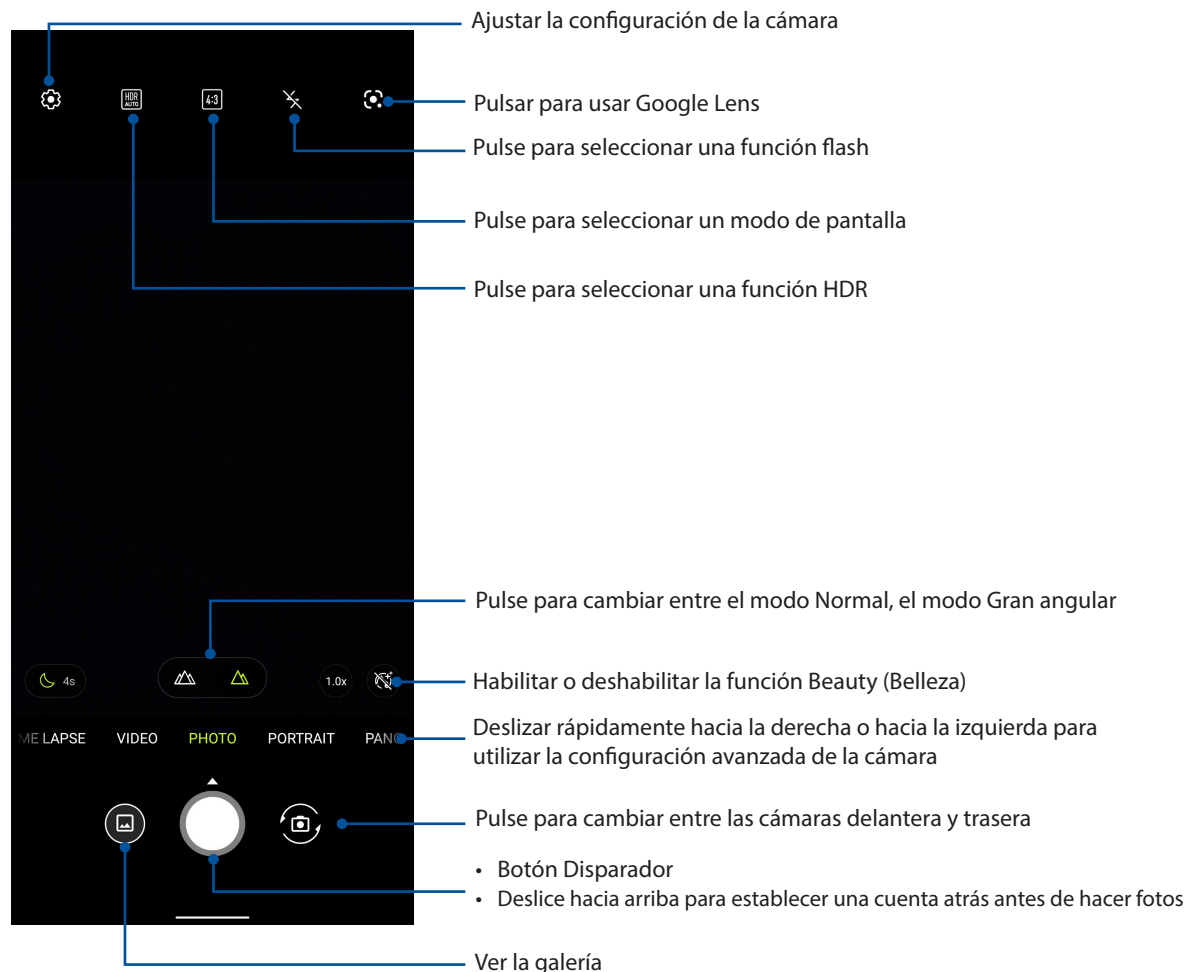 Ajustar la configuración de la cámara
HDR
AUTO
4:3
Pulsar para usar Google Lens
Pulse para seleccionar una función flash
Pulse para seleccionar un modo de pantalla
Pulse para seleccionar una función HDR
Pulse para cambiar entre el modo Normal, el modo Gran angular
4s
1.0x
Habilitar o deshabilitar la función Beauty (Belleza)
ME LAPSE VIDEO PHOTO PORTRAIT PANO
Deslizar rápidamente hacia la derecha o hacia la izquierda para
utilizar la configuración avanzada de la cámara
Pulse para cambiar entre las cámaras delantera y trasera
• Botón Disparador
• Deslice hacia arriba para establecer una cuenta atrás antes de hacer fotos
Ver la galería